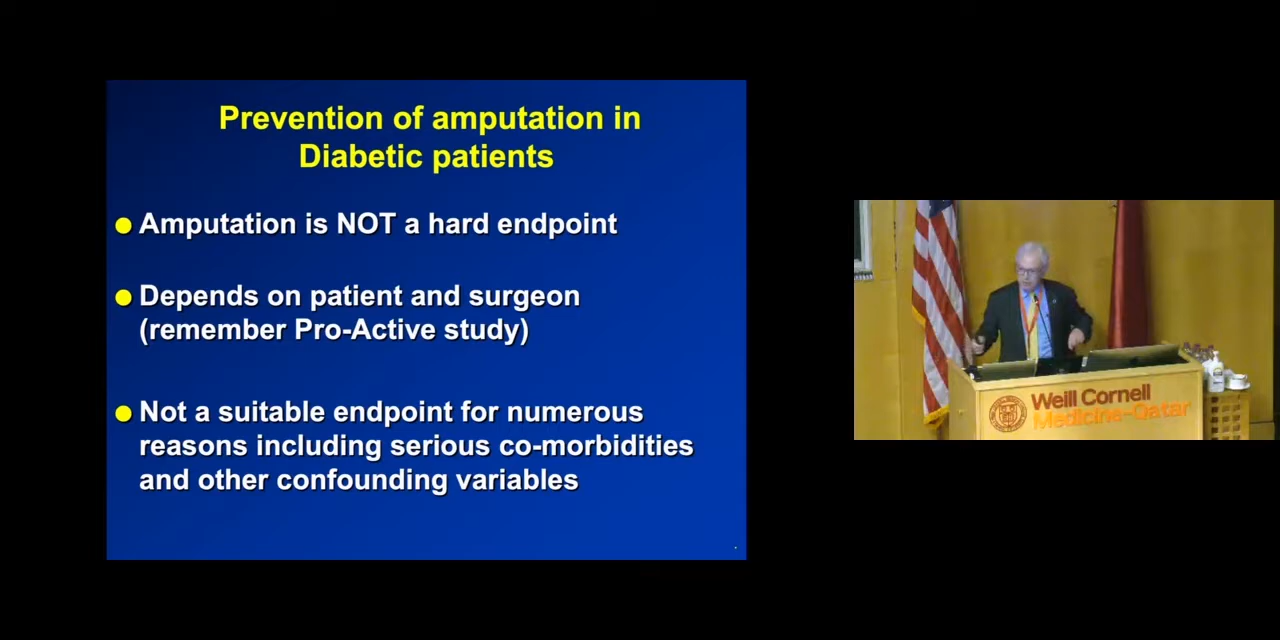 Prevention of amputation in
Diabetic patients
Amputation is NOT a hard endpoint
Depends on patient and surgeon
(remember Pro-Active study)
Not a suitable endpoint for numerous
reasons including serious co-morbidities
and other confounding variables
Weill Cornell
Medicine-Qatar